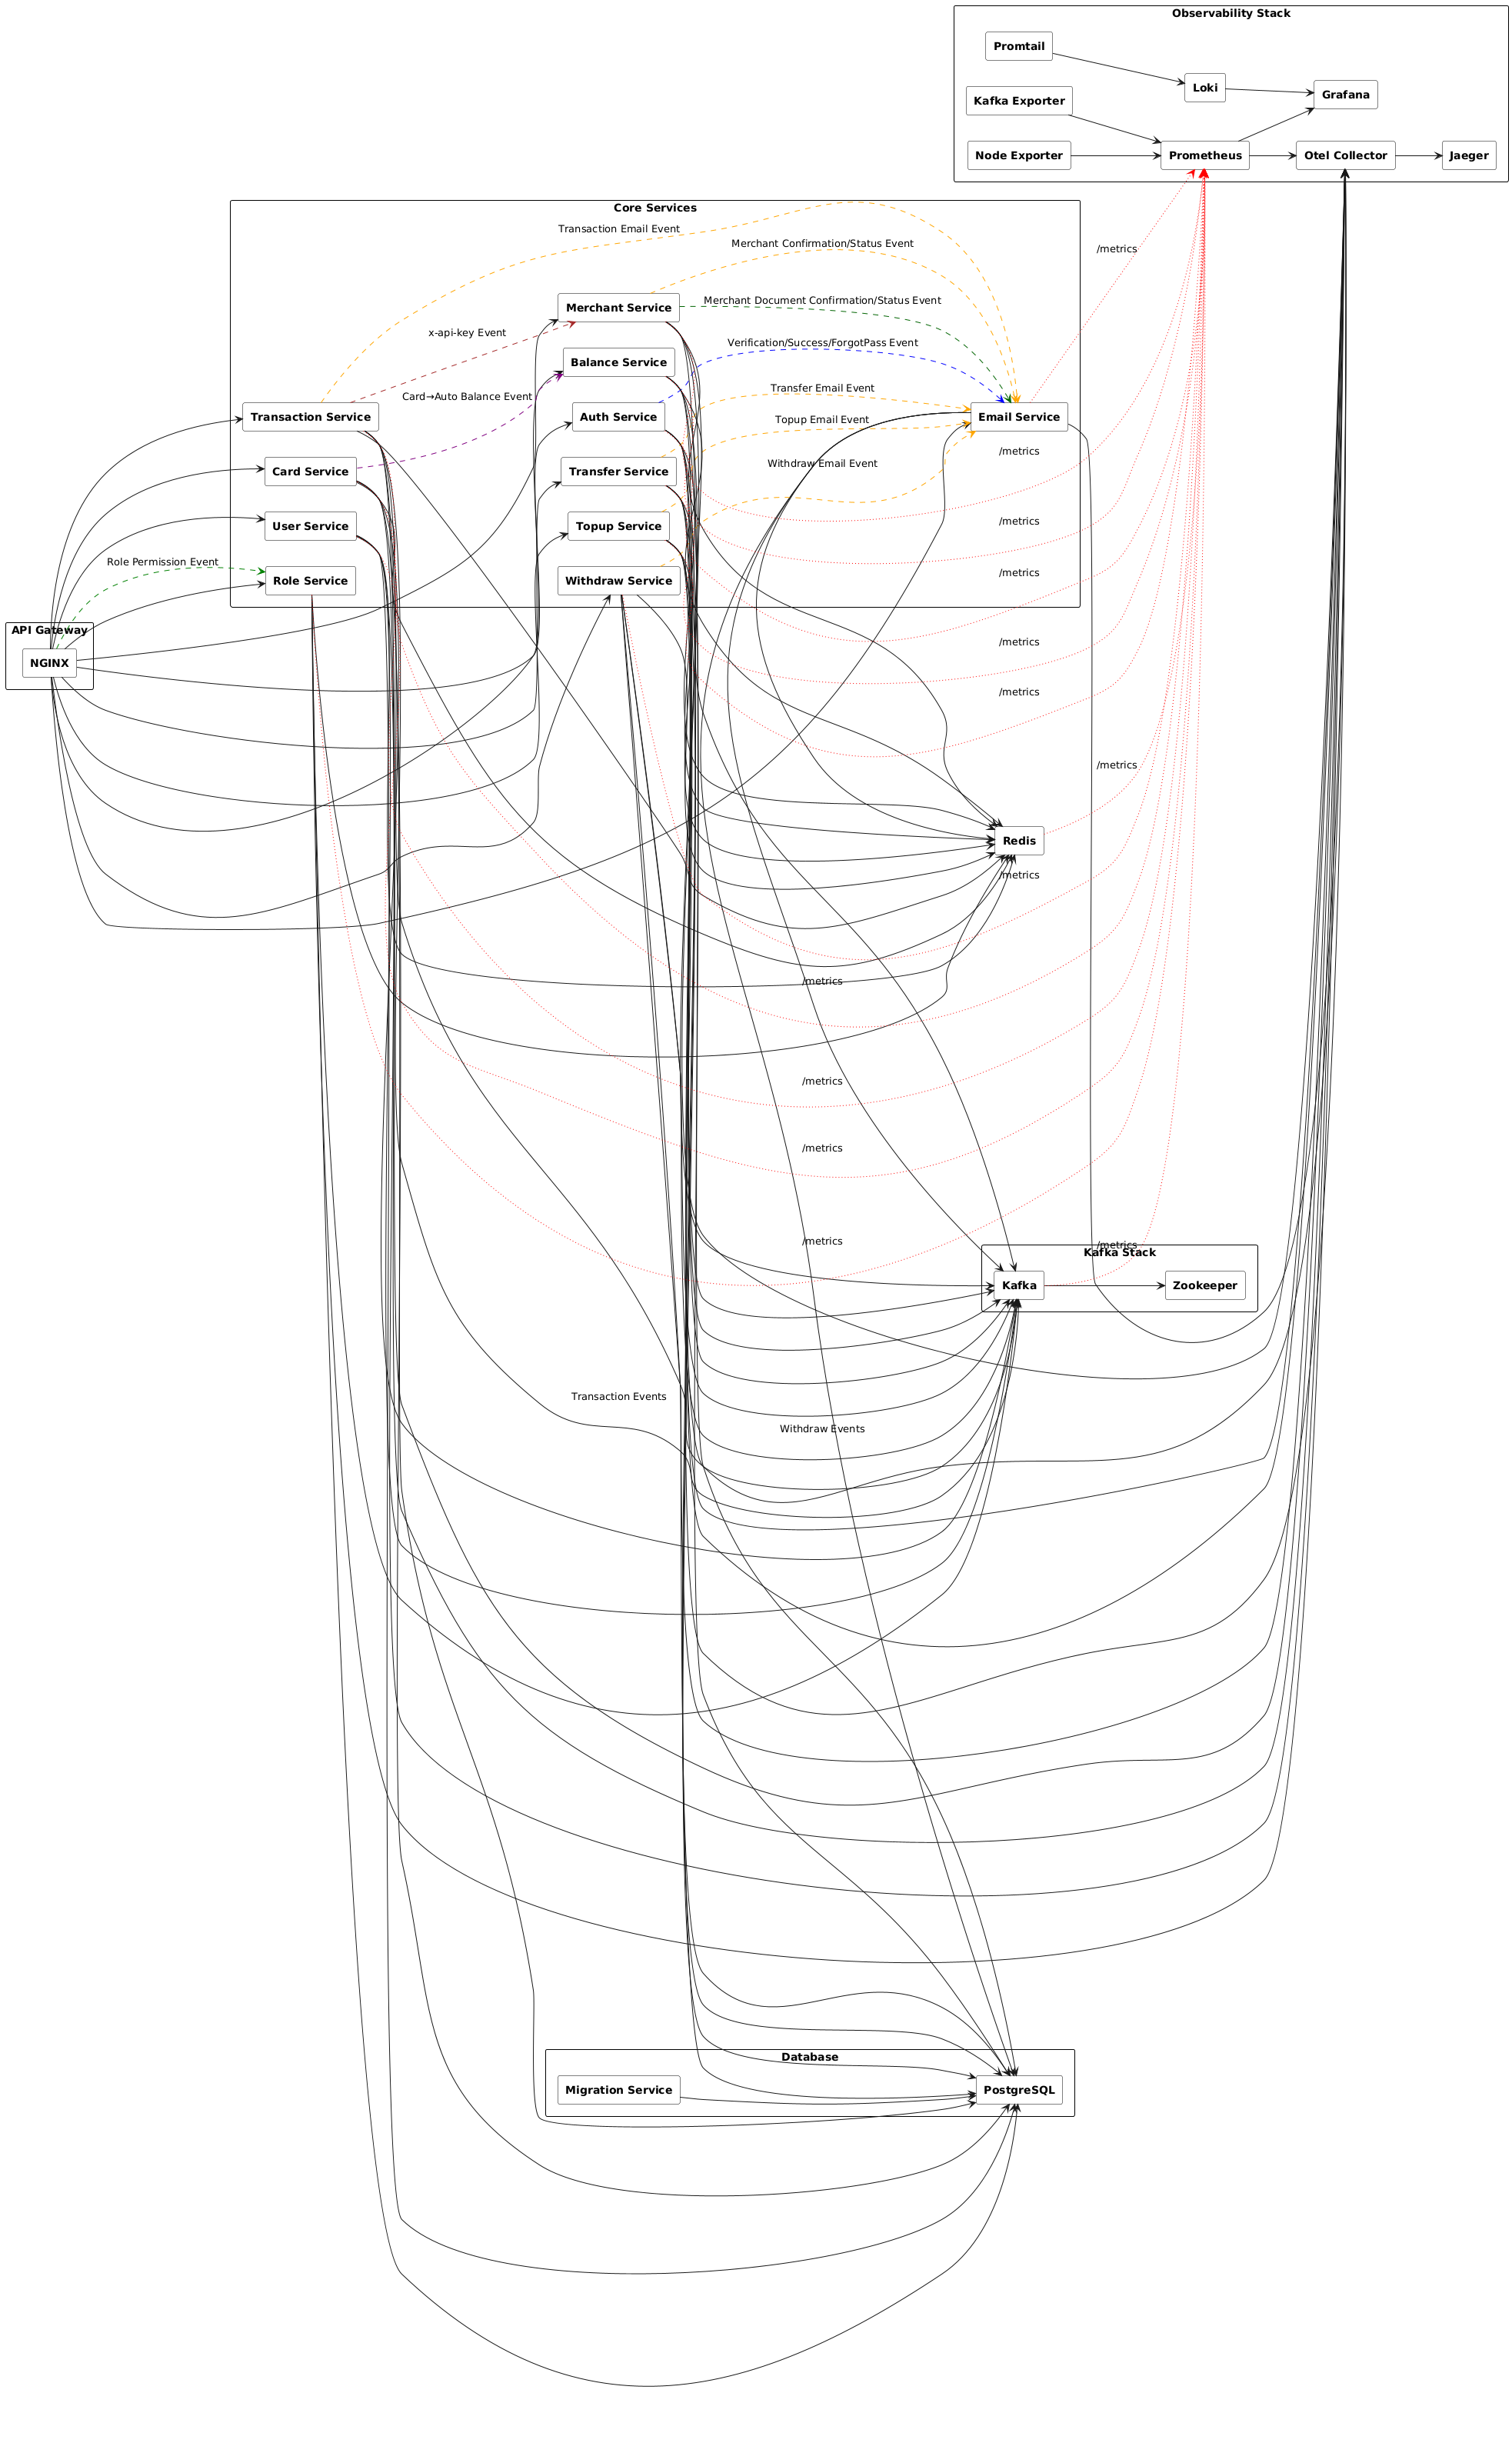 Observability Stack
Promtail
Loki
Grafana
Kafka Exporter
Node Exporter
Prometheus
Otel Collector
Jaeger
Core Services
Transaction Email Event
Merchant Confirmation/Status Event
/metrics
Merchant Document Confirmation/Status Event
Merchant Service
x-api-key Event
Verification/Success/ForgotPass Event
Balance Service
Transfer Email Event
Card→Auto Balance Event
Transaction Service
Auth Service
Topup Email Event
Email Service
/metrics
Withdraw Email Event
Card Service
Transfer Service
User Service
Topup Service
/metrics
Role Permission Event
Role Service
Withdraw Service
/metrics
API Gateway
NGINX
/metrics
/metrics
/metrics
Redis
/metrics
/metrics
/metrics
/metrics
/metrics
/metrics
Kafka Stack
Kafka
Zookeeper
Transaction Events
Withdraw Events
Database
Migration Service
PostgreSQL